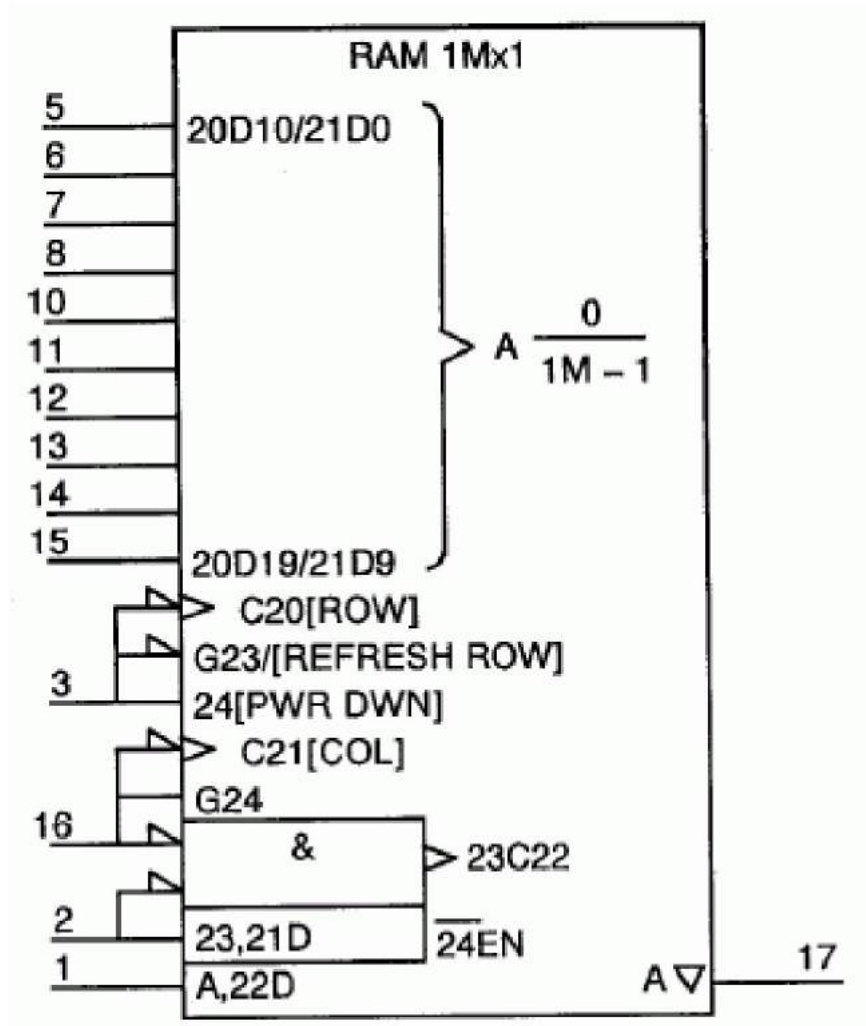 RAM 1Mx1
5
20D10/21D0
6
7
8
10
0
A
1M – 1
11
12
13
14
15
20D19/21D9
C20[ROW]
G23/[REFRESH ROW]
3
24[PWR DWN]
C21[COL]
G24
16
&
23C22
2
23,21D
24EN
1
A,22D
A
17